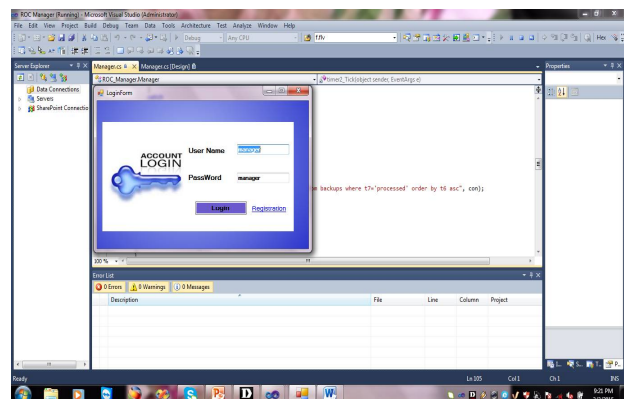 ROC Manager (Running) - Microsoft Visual Studio (Administrator)
File Edit View Project Build Debug Team Data Tools Architecture Test Analyze Window Help
Debug Any CPU f.flv Hex
Server Explorer
Data Connections
Servers
SharePoint Connectio
Manager.cs Manager.cs [Design]
ROC_Manager.Manager timer2_Tick(object sender, EventArgs e)
LoginForm
ACCOUNT
LOGIN
User Name manager
PassWord manager
Login Registration
backups where t7='processed' order by t6 asc", con);
100 %
Error List
0 Errors 0 Warnings 0 Messages
Description File Line Column Project
Properties
S... T... P...
Ready Ln 105 Col 1 Ch 1 INS
9:21 PM